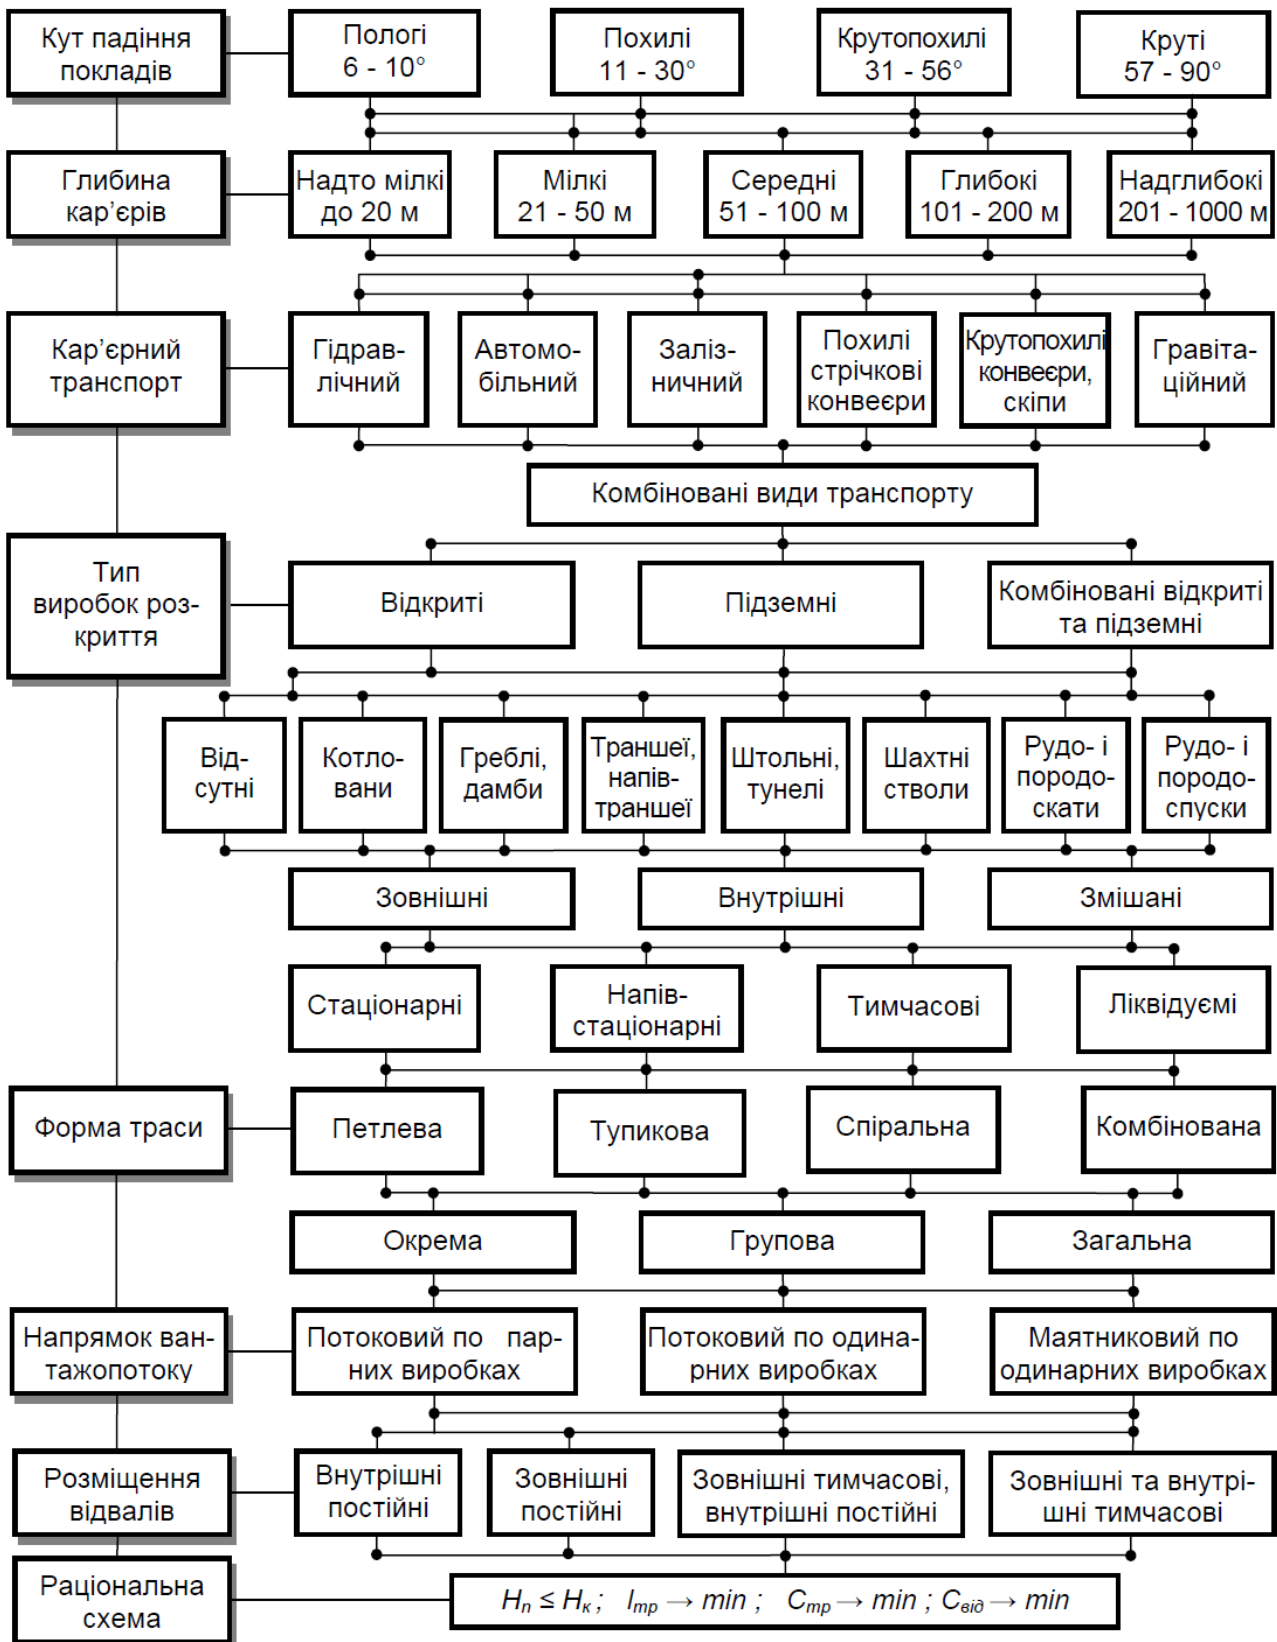 Кут падіння
покладів
Пологі
6 - 10°
Похилі
11 - 30°
Крутопохилі
31 - 56°
Круті
57 - 90°
Глибина
кар’єрів
Надто мілкі
до 20 м
Мілкі
21 - 50 м
Середні
51 - 100 м
Глибокі
101 - 200 м
Надглибокі
201 - 1000 м
Кар’єрний
транспорт
Гідрав-
лічний
Автомо-
більний
Заліз-
ничний
Похилі
стрічкові
конвеєри
Крутопохилі
конвеєри,
скіпи
Гравіта-
ційний
Комбіновані види транспорту
Тип
виробок роз-
криття
Відкриті
Підземні
Комбіновані відкриті
та підземні
Від-
сутні
Котло-
вани
Греблі,
дамби
Траншеї,
напів-
траншеї
Штольні,
тунелі
Шахтні
стволи
Рудо- і
породо-
скати
Рудо- і
породо-
спуски
Зовнішні
Внутрішні
Змішані
Стаціонарні
Напів-
стаціонарні
Тимчасові
Ліквідуємі
Форма траси
Петлева
Тупикова
Спіральна
Комбінована
Окрема
Групова
Загальна
Напрямок ван-
тажопотоку
Потоковий по пар-
них виробках
Потоковий по одина-
рних виробках
Маятниковий по
одинарних виробках
Розміщення
відвалів
Внутрішні
постійні
Зовнішні
постійні
Зовнішні тимчасові,
внутрішні постійні
Зовнішні та внутрі-
шні тимчасові
Раціональна
схема
Hп ≤ Hк ; lтр → min ; Cтр → min ; Cвід → min